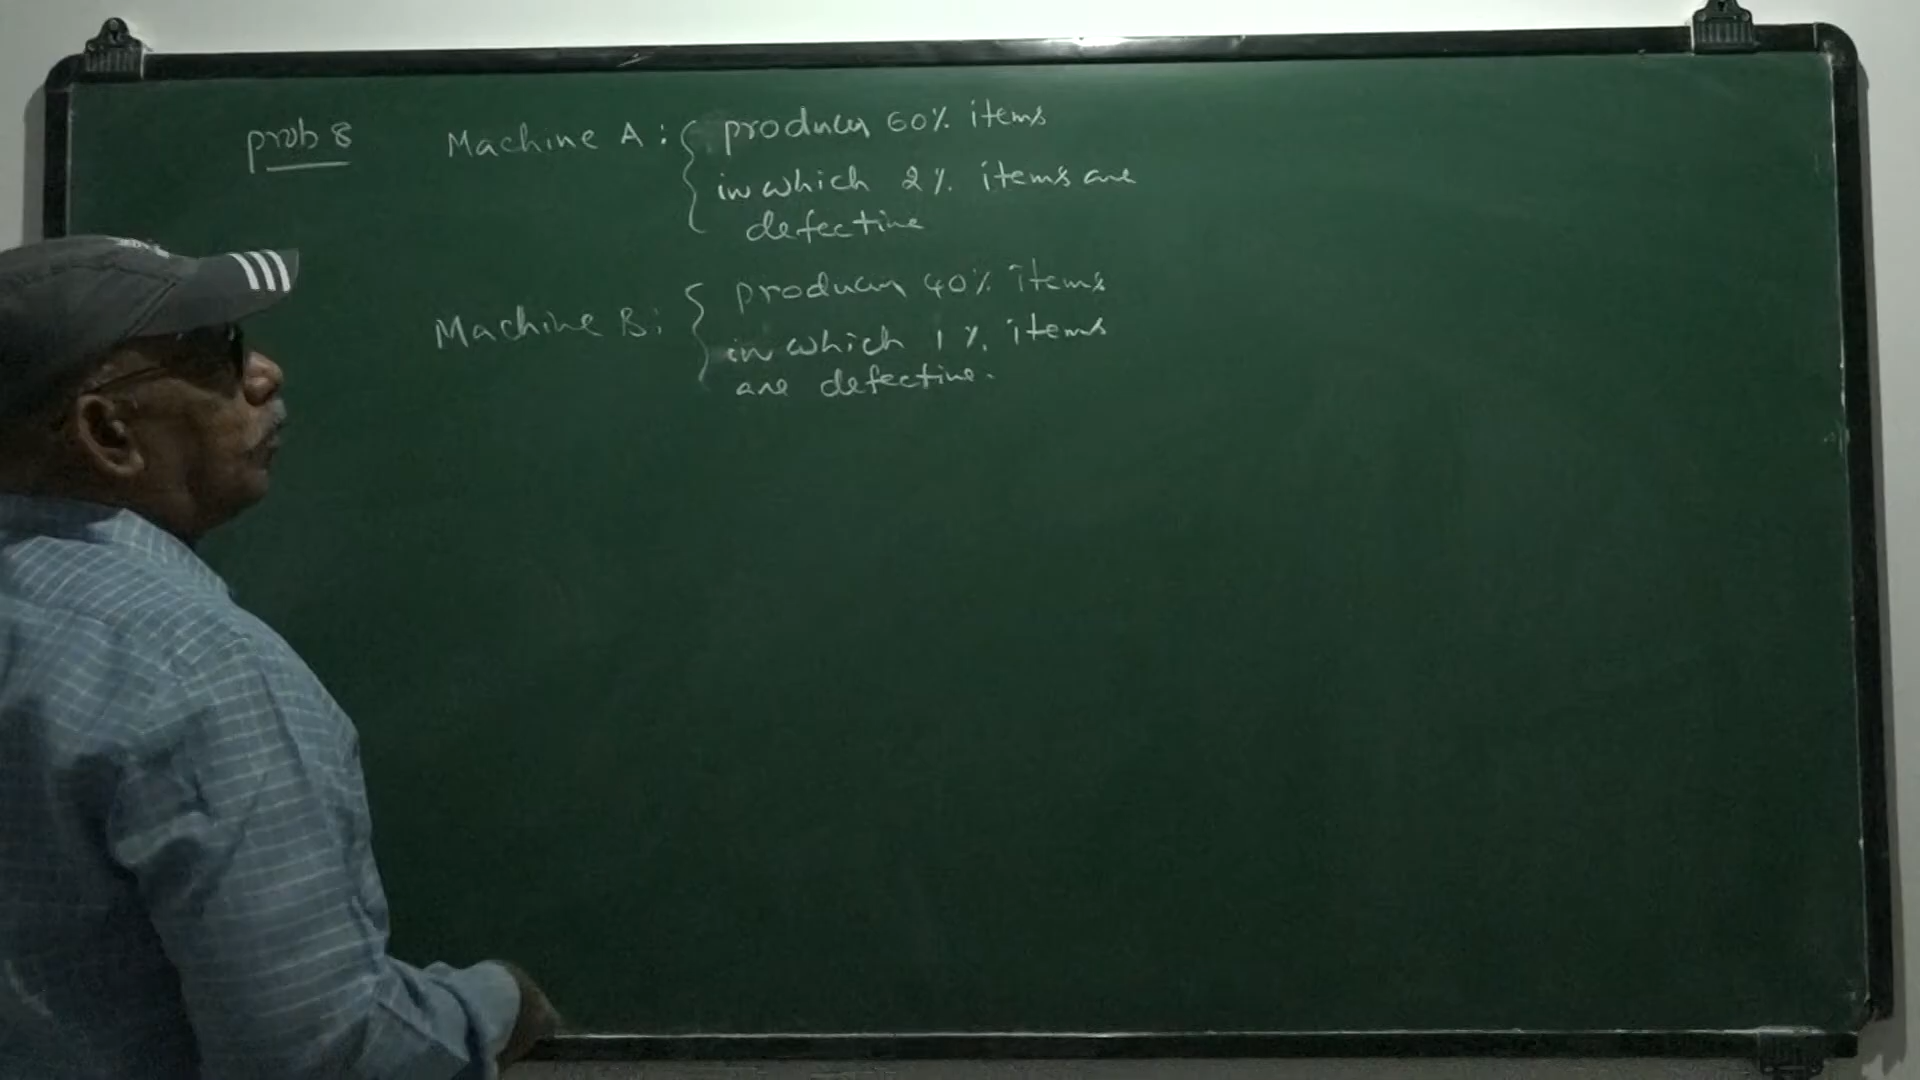 prob 8 Machine A: produces 60% items
in which 2% items are
defective
Machine B: produces 40% items
in which 1% items
are defective.